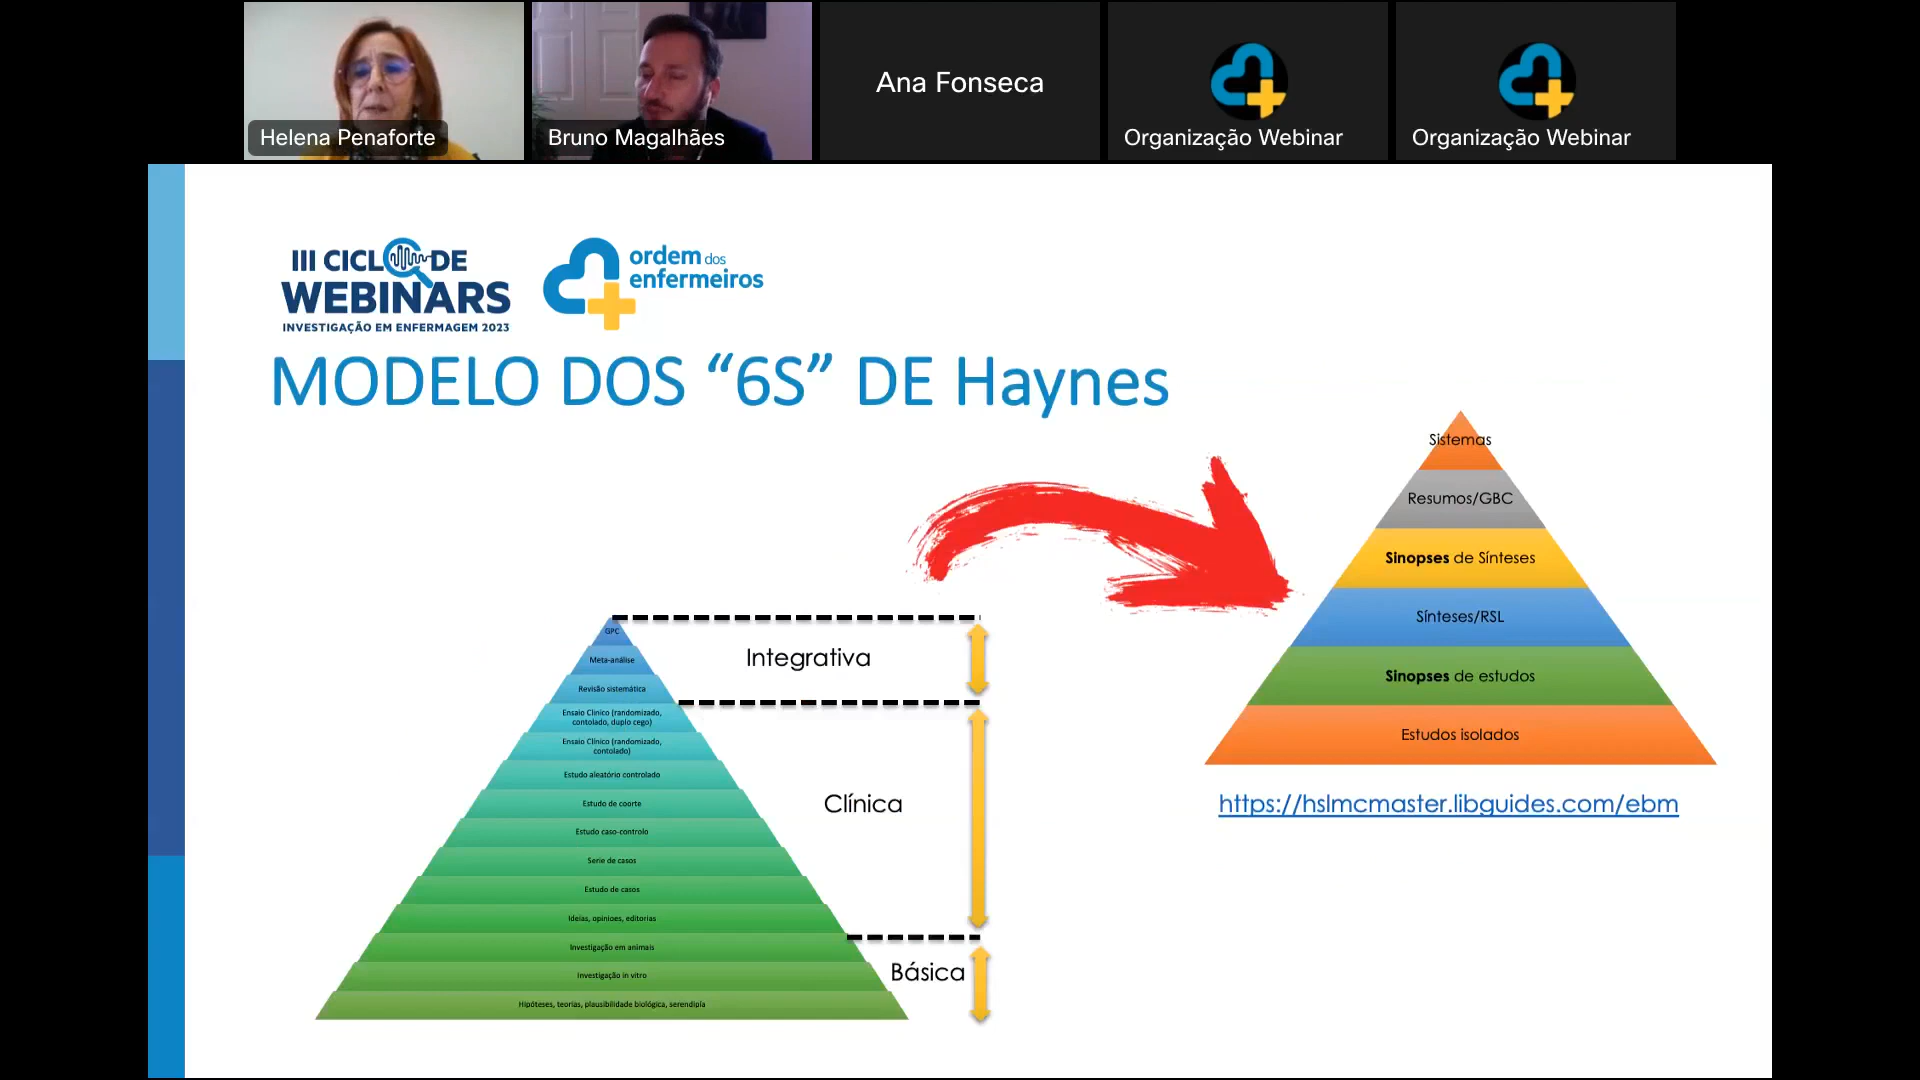 Helena Penaforte
Bruno Magalhães
Ana Fonseca
Organização Webinar
Organização Webinar
III CICLO DE
WEBINARS
INVESTIGAÇÃO EM ENFERMAGEM 2023
ordem dos
enfermeiros
MODELO DOS “6S” DE Haynes
GPC
Meta-análise
Revisão sistemática
Ensaio Clínico (randomizado,
contolado, duplo cego)
Ensaio Clínico (randomizado,
contolado)
Estudo aleatório controlado
Estudo de coorte
Estudo caso-controlo
Serie de casos
Estudo de casos
Ideias, opinioes, editorias
Investigação em animais
Investigação in vitro
Hipóteses, teorias, plausibilidade biológica, serendipia
Integrativa
Clínica
Básica
Sistemas
Resumos/GBC
Sinopses de Sínteses
Sínteses/RSL
Sinopses de estudos
Estudos isolados
https://hslmcmaster.libguides.com/ebm